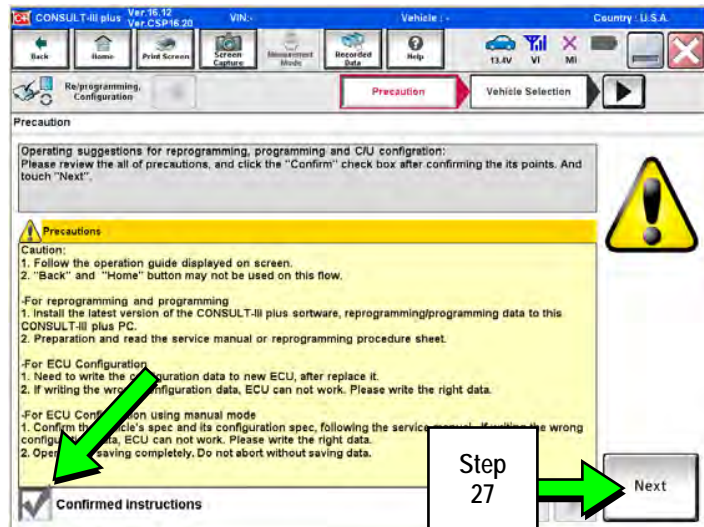 CONSULT-III plus Ver.16.12 VIN:- Vehicle : - Country : U.S.A.
Ver.CSP16.20
Back Home Print Screen Screen Capture Measurement Mode Recorded Data Help 13.4V VI MI
Re/programming, Configuration Precaution Vehicle Selection
Precaution
Operating suggestions for reprogramming, programming and C/U configration:
Please review the all of precautions, and click the "Confirm" check box after confirming the its points. And
touch "Next".
Precautions
Caution:
1. Follow the operation guide displayed on screen.
2. "Back" and "Home" button may not be used on this flow.
-For reprogramming and programming
1. Install the latest version of the CONSULT-III plus sortware, reprogramming/programming data to this
CONSULT-III plus PC.
2. Preparation and read the service manual or reprogramming procedure sheet.
-For ECU Configuration
1. Need to write the configuration data to new ECU, after replace it.
2. If writing the wrong configuration data, ECU can not work. Please write the right data.
-For ECU Configuration using manual mode
1. Confirm the vehicle's spec and its configuration spec, following the service manual. If writing the wrong
configuration data, ECU can not work. Please write the right data.
2. saving completely. Do not abort without saving data.
Step
27
Next
Confirmed instructions